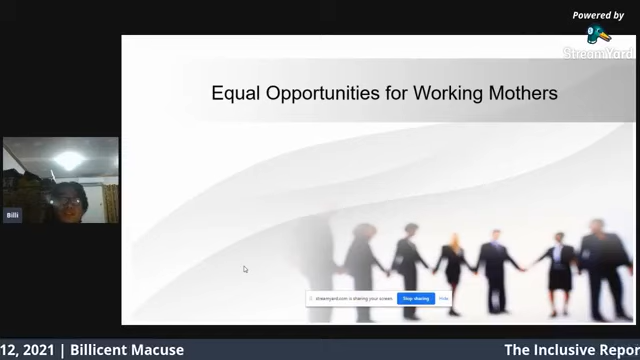 Powered by
StreamYard
Equal Opportunities for Working Mothers
Billi
streamyard.com is sharing your screen.
Stop sharing
Hide
12, 2021 | Billicent Macuse
The Inclusive Repor